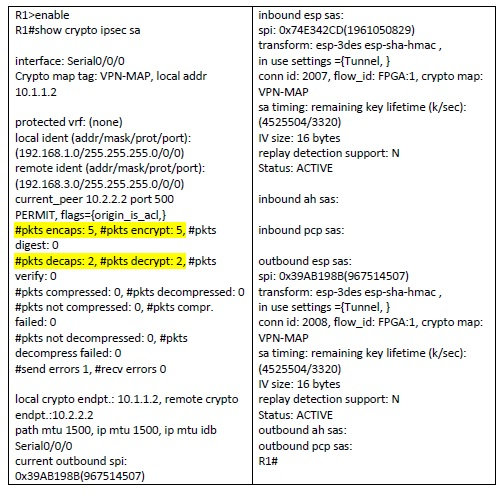 R1>enable
R1#show crypto ipsec sa
interface: Serial0/0/0
Crypto map tag: VPN-MAP, local addr
10.1.1.2
protected vrf: (none)
local ident (addr/mask/prot/port):
(192.168.1.0/255.255.255.0/0/0)
remote ident (addr/mask/prot/port):
(192.168.3.0/255.255.255.0/0/0)
current_peer 10.2.2.2 port 500
PERMIT, flags={origin_is_acl,}
#pkts encaps: 5, #pkts encrypt: 5, #pkts
digest: 0
#pkts decaps: 2, #pkts decrypt: 2, #pkts
verify: 0
#pkts compressed: 0, #pkts decompressed: 0
#pkts not compressed: 0, #pkts compr.
failed: 0
#pkts not decompressed: 0, #pkts
decompress failed: 0
#send errors 1, #recv errors 0
local crypto endpt.: 10.1.1.2, remote crypto
endpt.:10.2.2.2
path mtu 1500, ip mtu 1500, ip mtu idb
Serial0/0/0
current outbound spi:
0x39AB198B(967514507)
inbound esp sas:
spi: 0x74E342CD(1961050829)
transform: esp-3des esp-sha-hmac ,
in use settings ={Tunnel, }
conn id: 2007, flow_id: FPGA:1, crypto map:
VPN-MAP
sa timing: remaining key lifetime (k/sec):
(4525504/3320)
IV size: 16 bytes
replay detection support: N
Status: ACTIVE
inbound ah sas:
inbound pcp sas:
outbound esp sas:
spi: 0x39AB198B(967514507)
transform: esp-3des esp-sha-hmac ,
in use settings ={Tunnel, }
conn id: 2008, flow_id: FPGA:1, crypto map:
VPN-MAP
sa timing: remaining key lifetime (k/sec):
(4525504/3320)
IV size: 16 bytes
replay detection support: N
Status: ACTIVE
outbound ah sas:
outbound pcp sas:
R1#